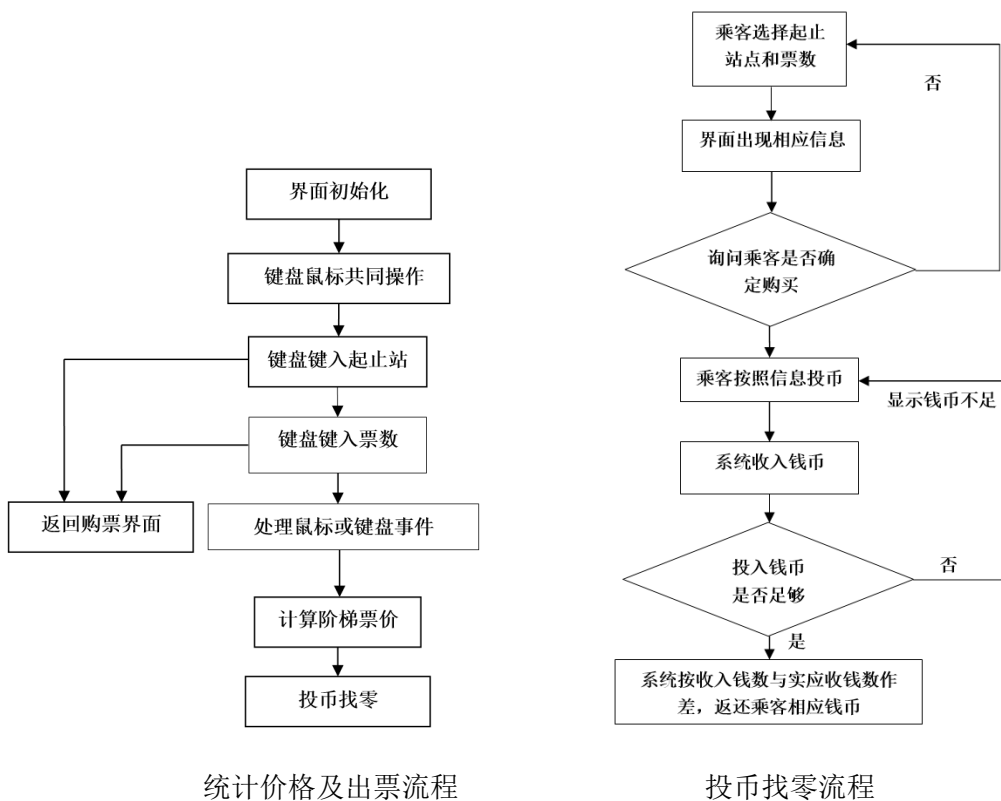 界面初始化
键盘鼠标共同操作
键盘键入起止站
键盘键入票数
返回购票界面
处理鼠标或键盘事件
计算阶梯票价
投币找零
统计价格及出票流程
乘客选择起止
站点和票数
否
界面出现相应信息
询问乘客是否确
定购买
乘客按照信息投币
显示钱币不足
系统收入钱币
投入钱币
是否足够
否
是
系统按收入钱数与实应收钱数作
差，返还乘客相应钱币
投币找零流程